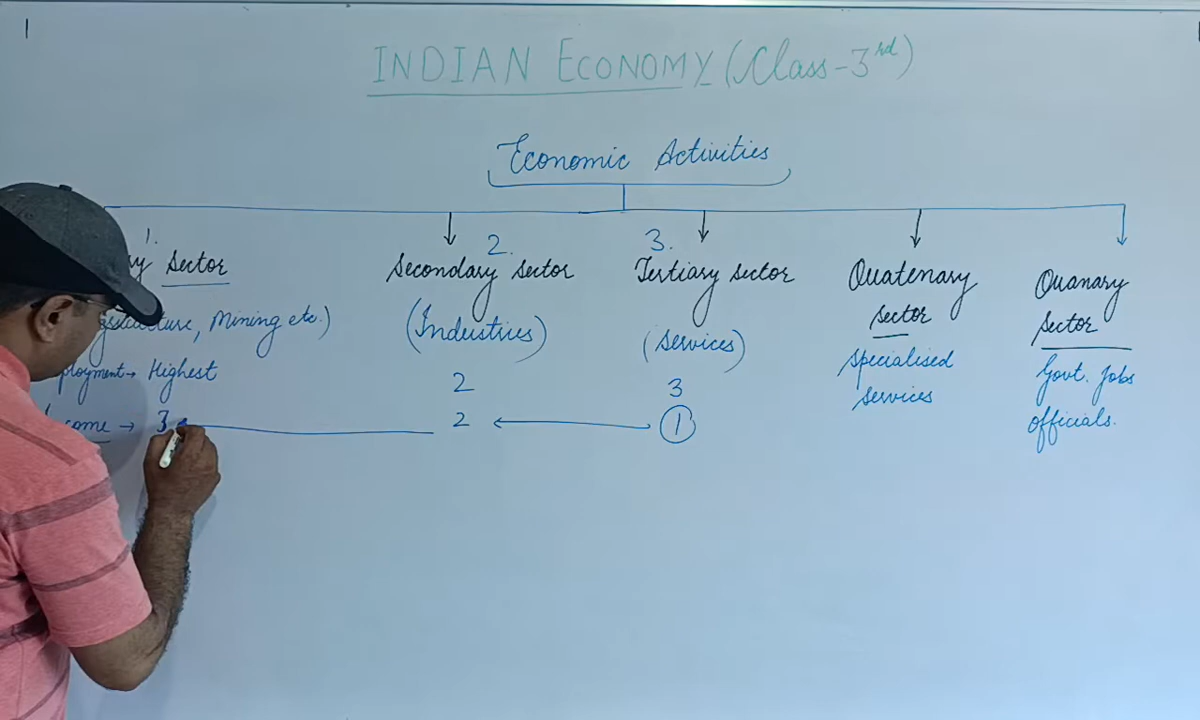 INDIAN ECONOMY (Class-3rd)
Economic Activities
1.
Sector
Mining etc.)
→ Highest
→ 3
2.
Secondary sector
(Industries)
2
2
3.
Tertiary sector
(services)
3
1
Quatenary
sector
specialised
services
Quanary
sector
Govt. Jobs
officials.